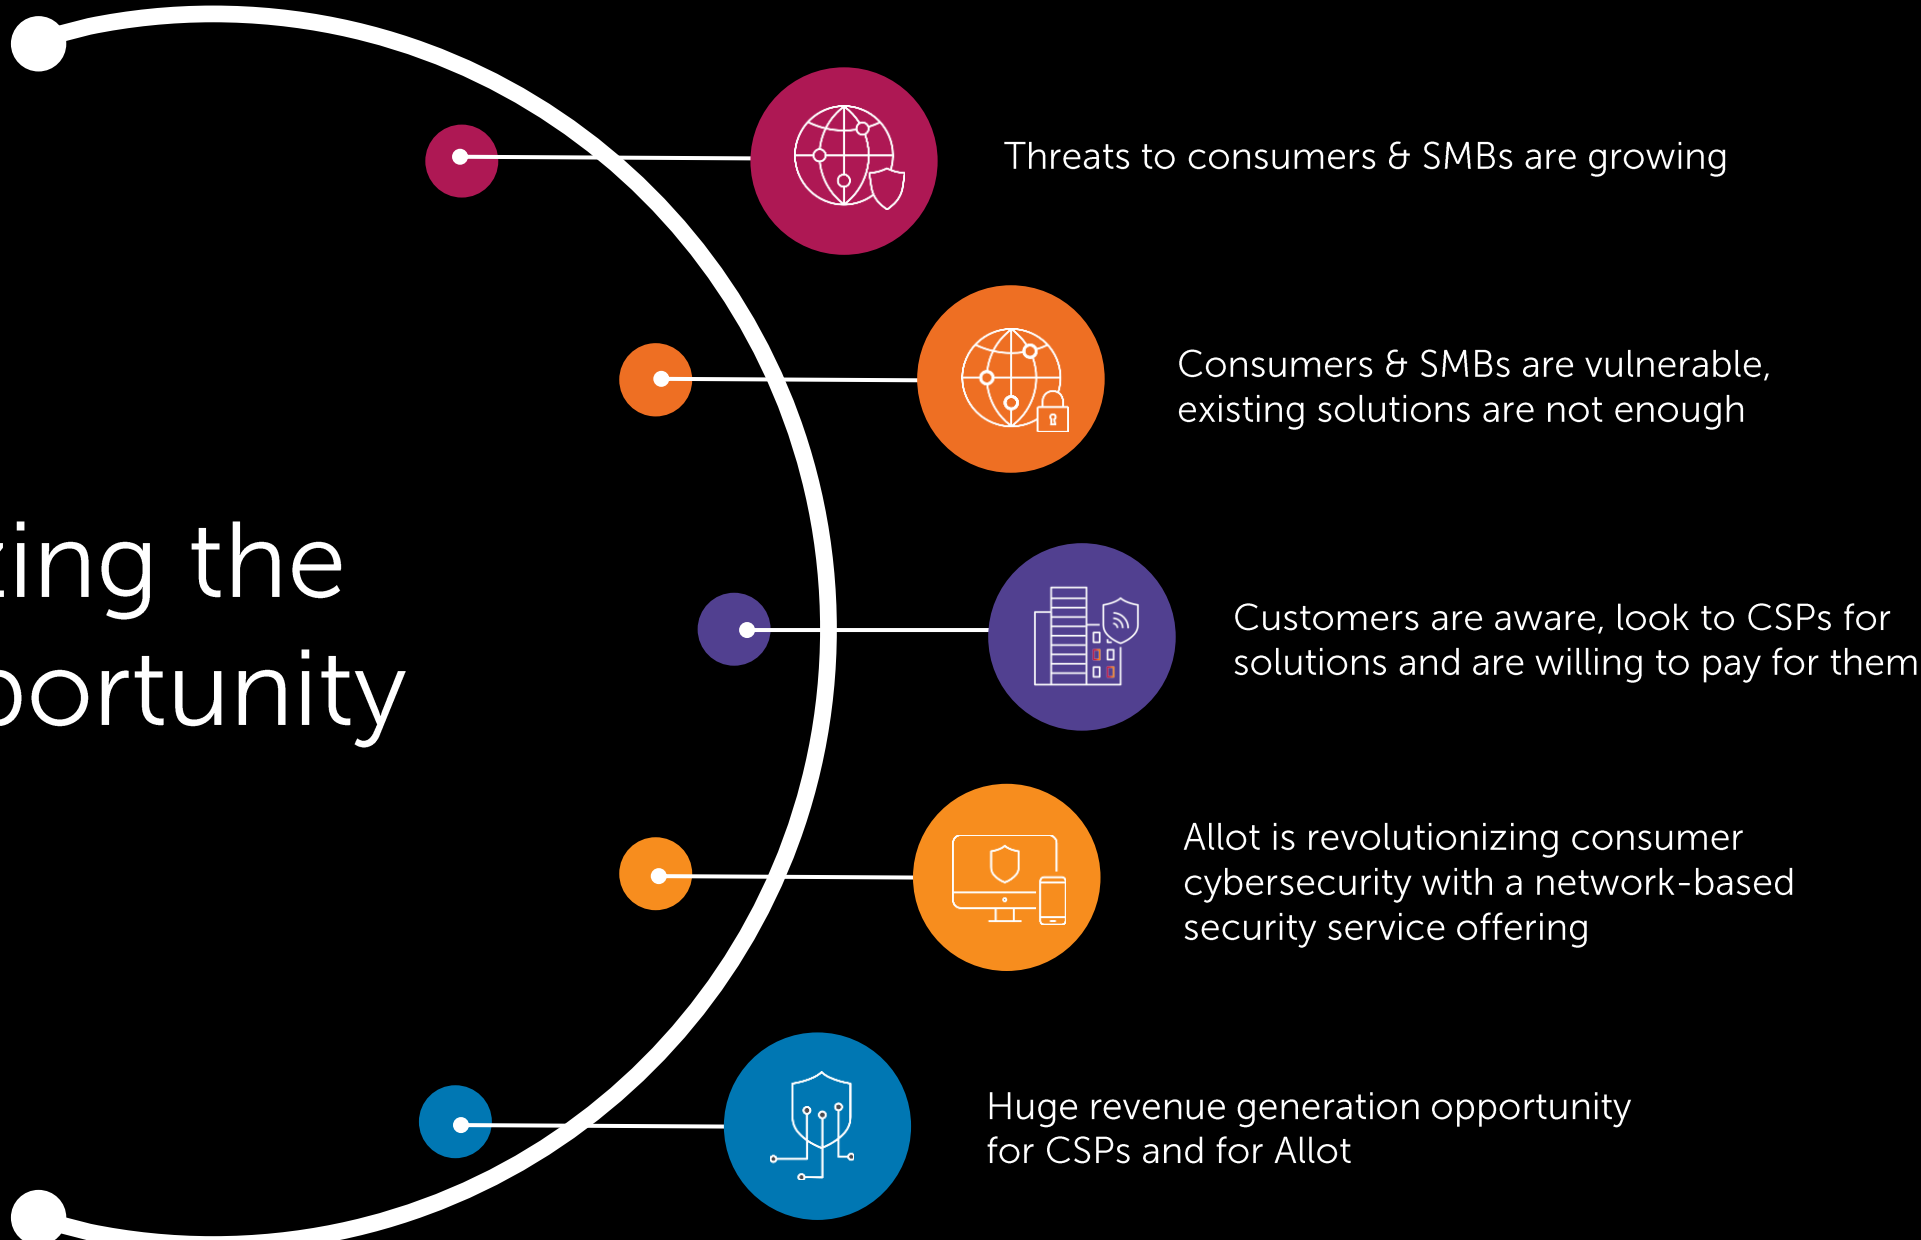 zing the
portunity
Threats to consumers & SMBs are growing
Consumers & SMBs are vulnerable,
existing solutions are not enough
Customers are aware, look to CSPs for
solutions and are willing to pay for them
Allot is revolutionizing consumer
cybersecurity with a network-based
security service offering
Huge revenue generation opportunity
for CSPs and for Allot